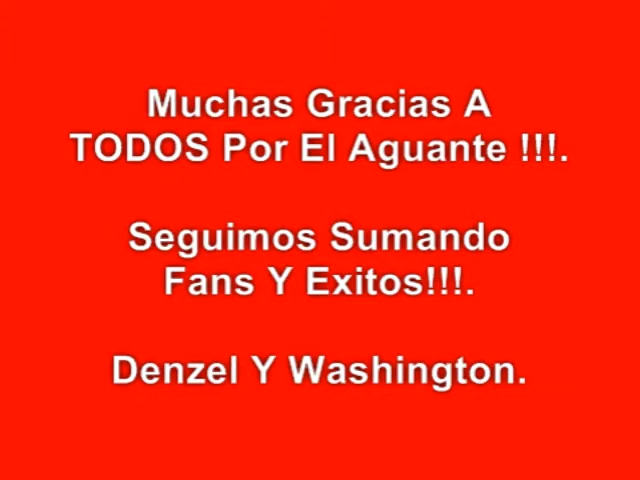 Muchas Gracias A
TODOS Por El Aguante !!!.
Seguimos Sumando
Fans Y Exitos!!!.
Denzel Y Washington.